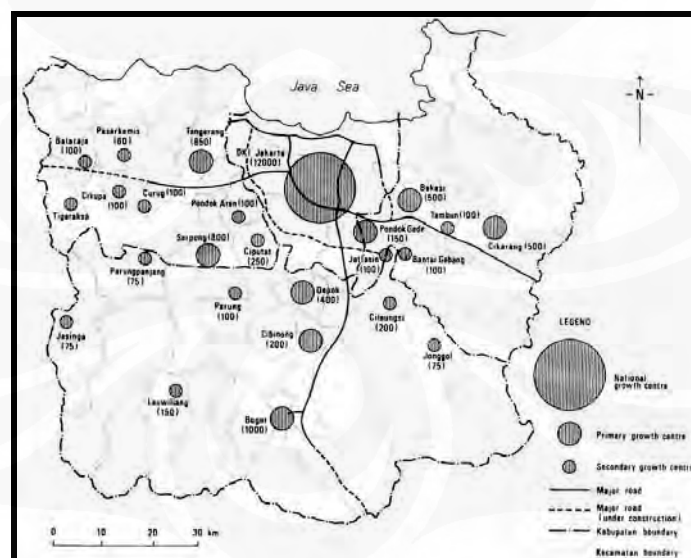 Java Sea
- N -
Balaraja
(100)
Pasarkemis
(80)
Tangerang
(850)
DKI Jakarta
(12000)
Cikupa
(100)
Curug (100)
Tigaraksa
Pondok Aren (100)
Bekasi
(500)
Tambun (100)
Cikarang (500)
Pondok Gede
(150)
Serpong (800)
Ciputat
(250)
Jatiasih
(100)
Bantar Gebang
(100)
Parungpanjang
(75)
Parung
(100)
Depok
(400)
Cileungsi
(200)
Jasinga
(75)
Cibinong
(200)
Jonggol
(75)
Leuwiliang
(150)
Bogor
(1000)
LEGEND
National
growth centre
Primary growth centre
Secondary growth centre
Major road
Major road
(under construction)
Kabupaten boundary
Kecamatan boundary
0 10 20 30 km